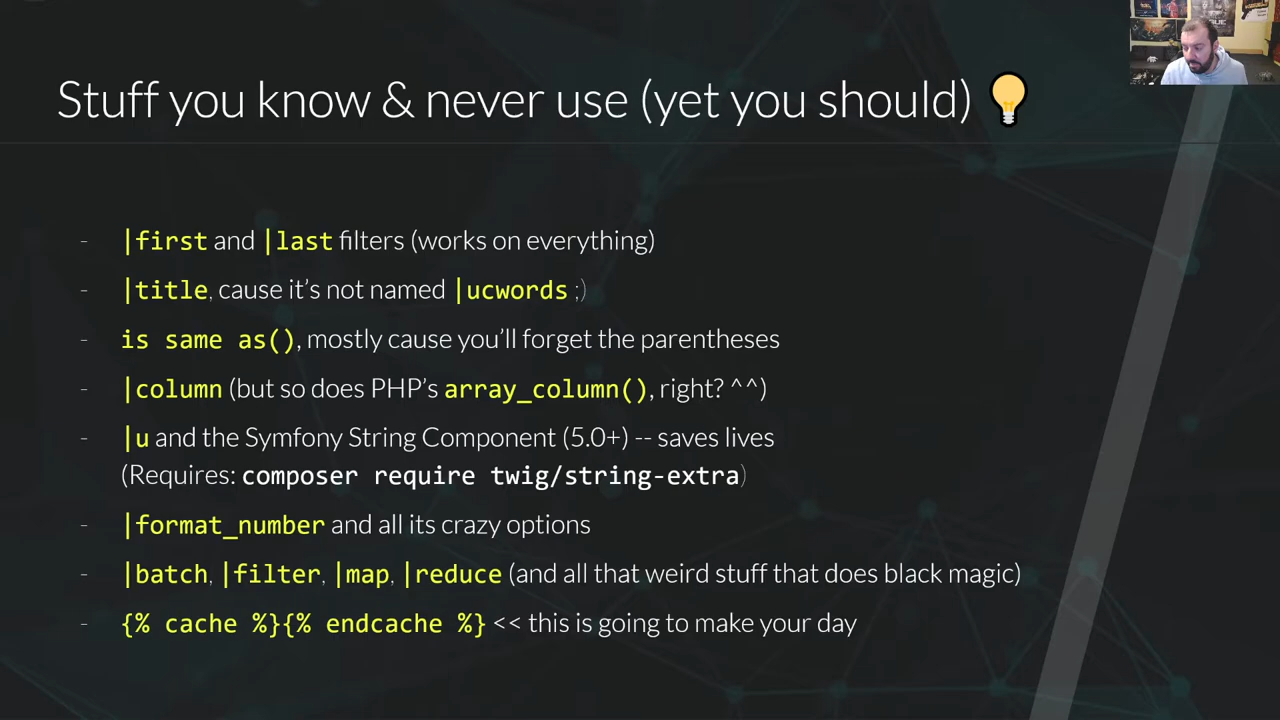 Stuff you know & never use (yet you should) 💡
- |first and |last filters (works on everything)
- |title, cause it’s not named |ucwords ;)
- is same as(), mostly cause you’ll forget the parentheses
- |column (but so does PHP’s array_column(), right? ^^)
- |u and the Symfony String Component (5.0+) -- saves lives
(Requires: composer require twig/string-extra)
- |format_number and all its crazy options
- |batch, |filter, |map, |reduce (and all that weird stuff that does black magic)
- {% cache %}{% endcache %} << this is going to make your day